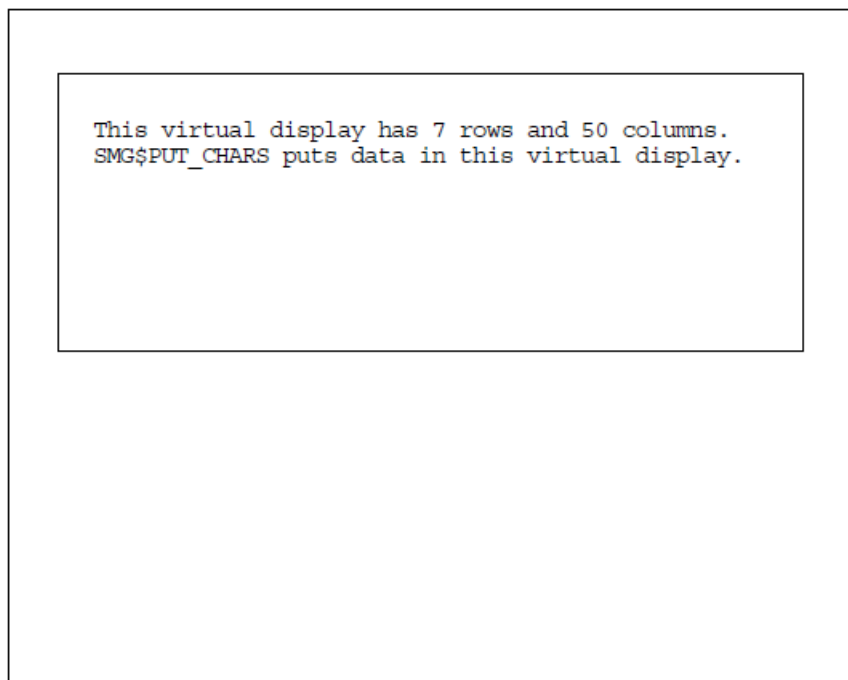 This virtual display has 7 rows and 50 columns.
SMG$PUT_CHARS puts data in this virtual display.